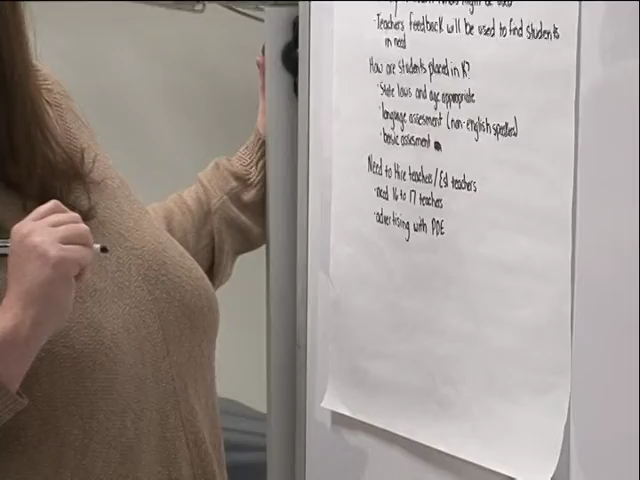 ·Teachers feedback will be used to find students
in need
How are students placed in K?
·State laws and age appropriate
·language assesment (non-english speaker)
·basic assesment
Need to Hire teachers/Esl teachers
·need 16 to 17 teachers
·advertising with PDE